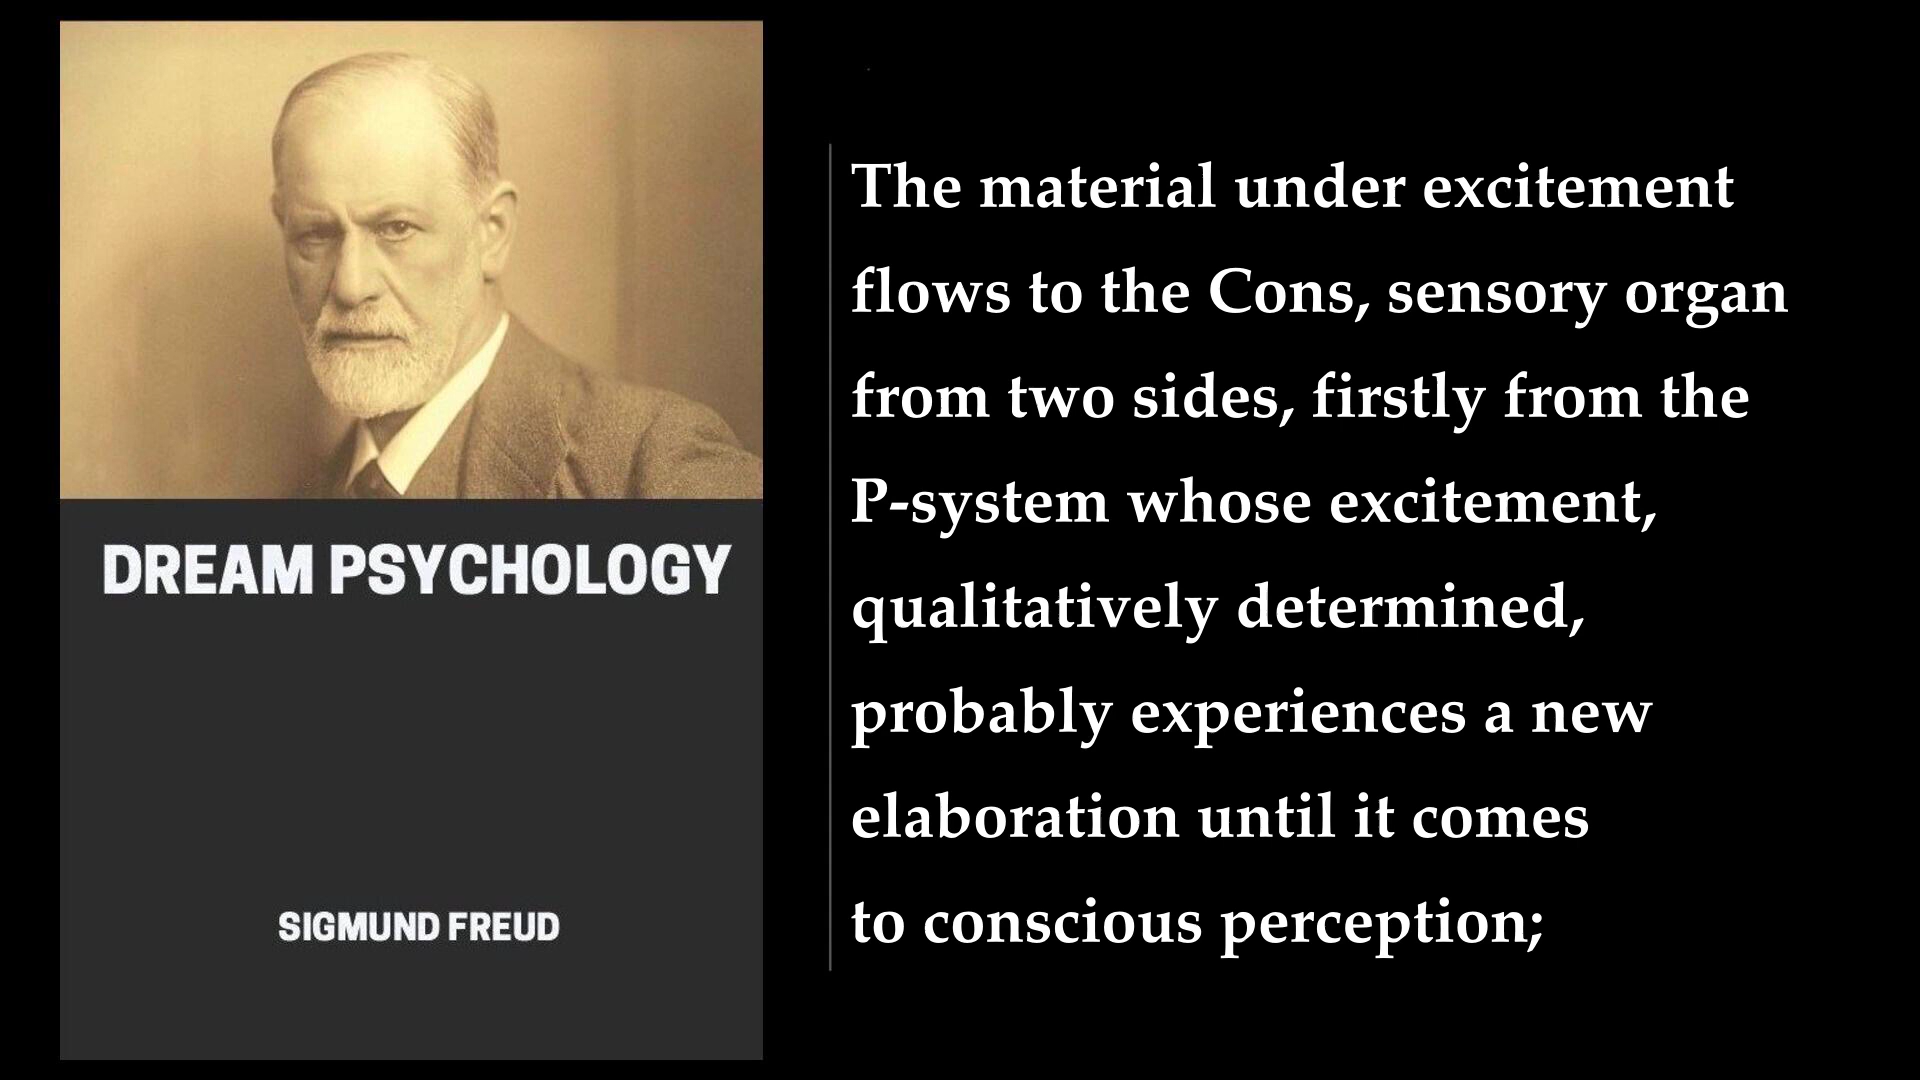 DREAM PSYCHOLOGY
SIGMUND FREUD
The material under excitement
flows to the Cons, sensory organ
from two sides, firstly from the
P-system whose excitement,
qualitatively determined,
probably experiences a new
elaboration until it comes
to conscious perception;